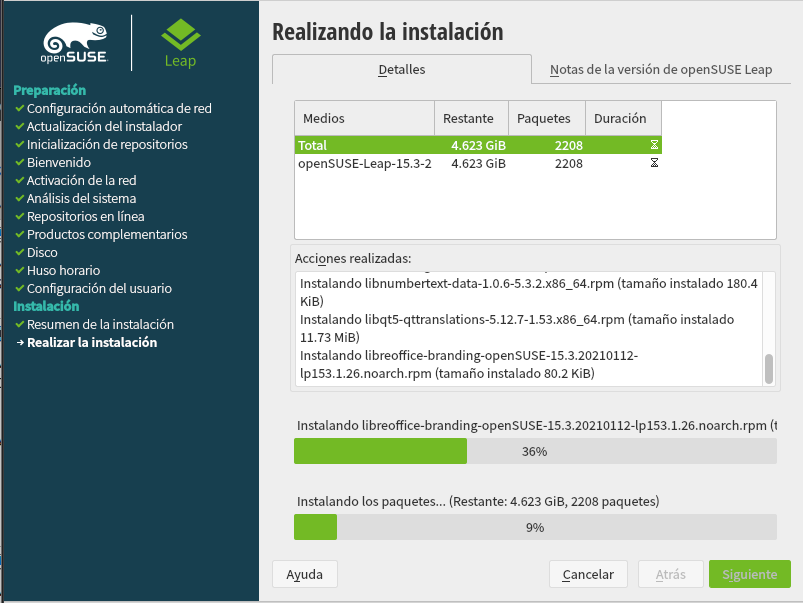 openSUSE
Leap
Preparación
Configuración automática de red
Actualización del instalador
Inicialización de repositorios
Bienvenido
Activación de la red
Análisis del sistema
Repositorios en línea
Productos complementarios
Disco
Huso horario
Configuración del usuario
Instalación
Resumen de la instalación
Realizar la instalación
Realizando la instalación
Detalles
Notas de la versión de openSUSE Leap
Medios Restante Paquetes Duración
Total 4.623 GiB 2208
openSUSE-Leap-15.3-2 4.623 GiB 2208
Acciones realizadas:
Instalando libnumbertext-data-1.0.6-5.3.2.x86_64.rpm (tamaño instalado 180.4
KiB)
Instalando libqt5-qttranslations-5.12.7-1.53.x86_64.rpm (tamaño instalado
11.73 MiB)
Instalando libreoffice-branding-openSUSE-15.3.20210112-
lp153.1.26.noarch.rpm (tamaño instalado 80.2 KiB)
Instalando libreoffice-branding-openSUSE-15.3.20210112-lp153.1.26.noarch.rpm (t
36%
Instalando los paquetes... (Restante: 4.623 GiB, 2208 paquetes)
9%
Ayuda
Cancelar
Atrás
Siguiente